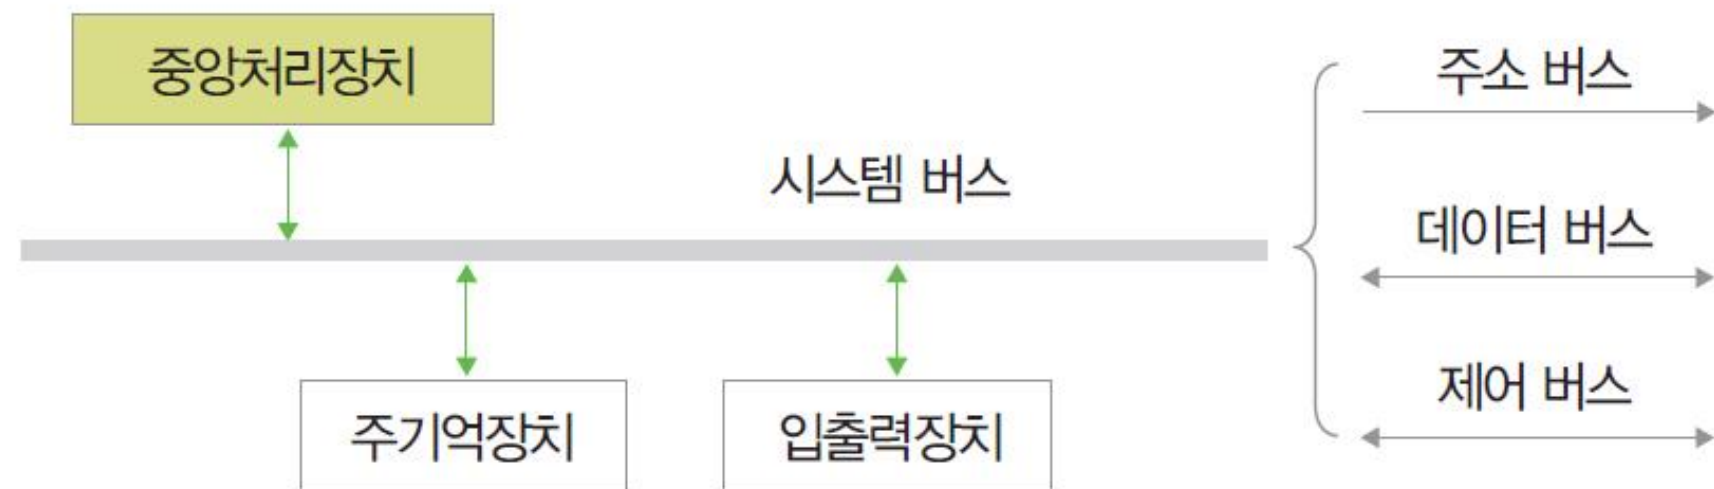 중앙처리장치
시스템 버스
주기억장치
입출력장치
주소 버스
데이터 버스
제어 버스